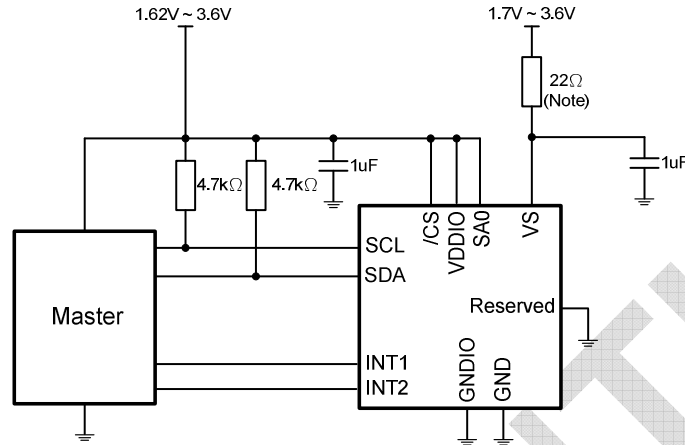 1.62V ~ 3.6V
1.7V ~ 3.6V
22Ω
(Note)
4.7kΩ
4.7kΩ
1uF
1uF
/CS
VDDIO
SA0
VS
SCL
SDA
Reserved
Master
INT1
INT2
GNDIO
GND